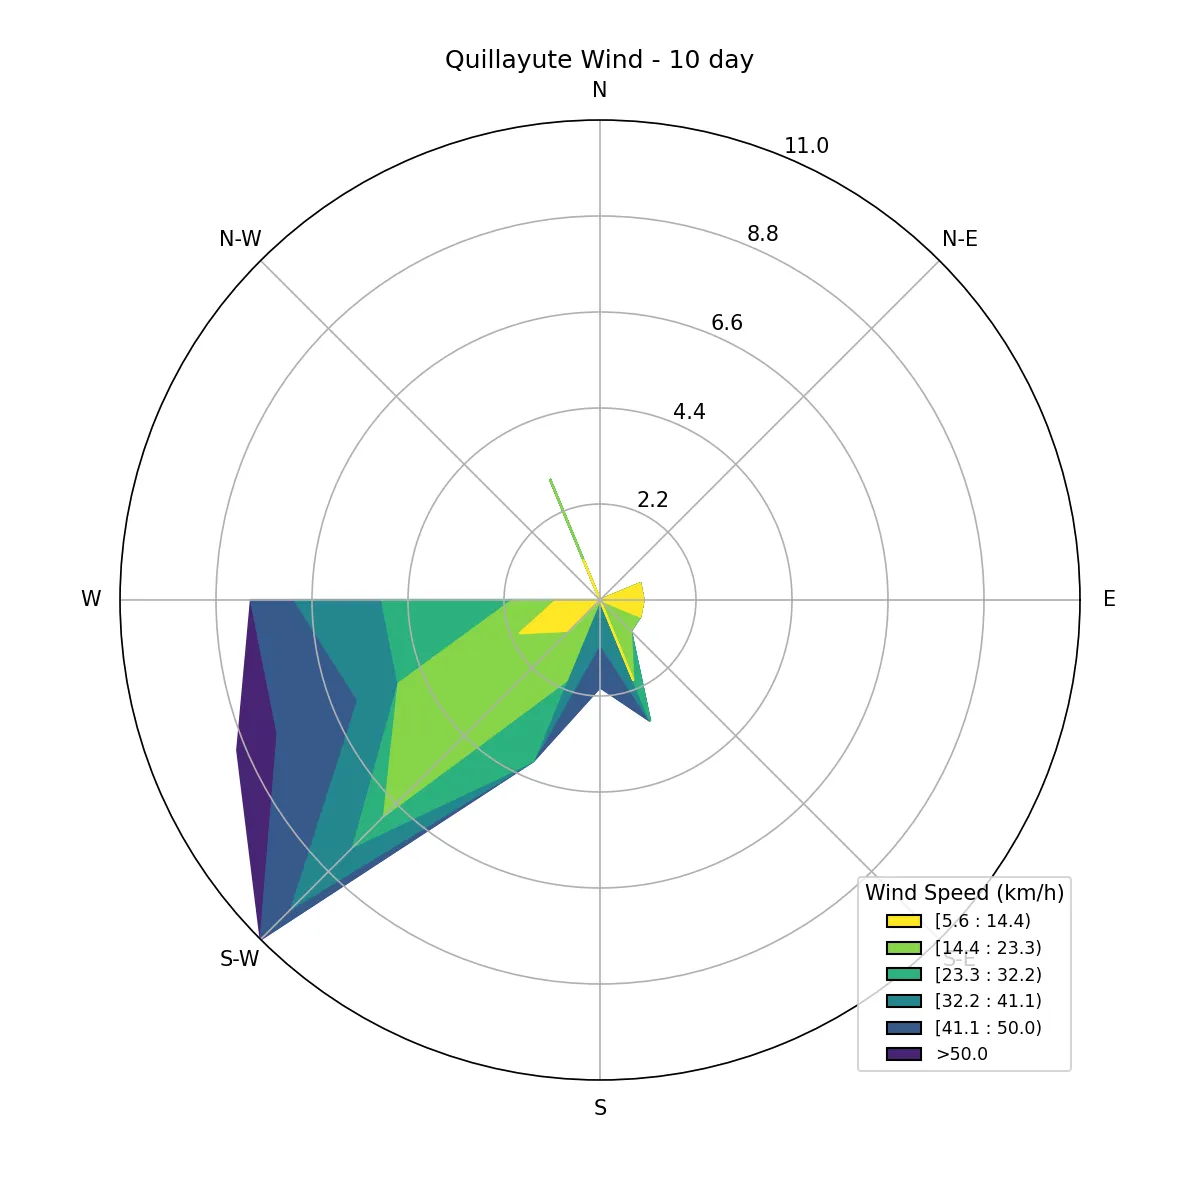 Quillayute Wind - 10 day
N
11.0
N-W
8.8
N-E
6.6
4.4
2.2
W
E
S-W
S-E
Wind Speed (km/h)
[5.6 : 14.4)
[14.4 : 23.3)
[23.3 : 32.2)
[32.2 : 41.1)
[41.1 : 50.0)
>50.0
S